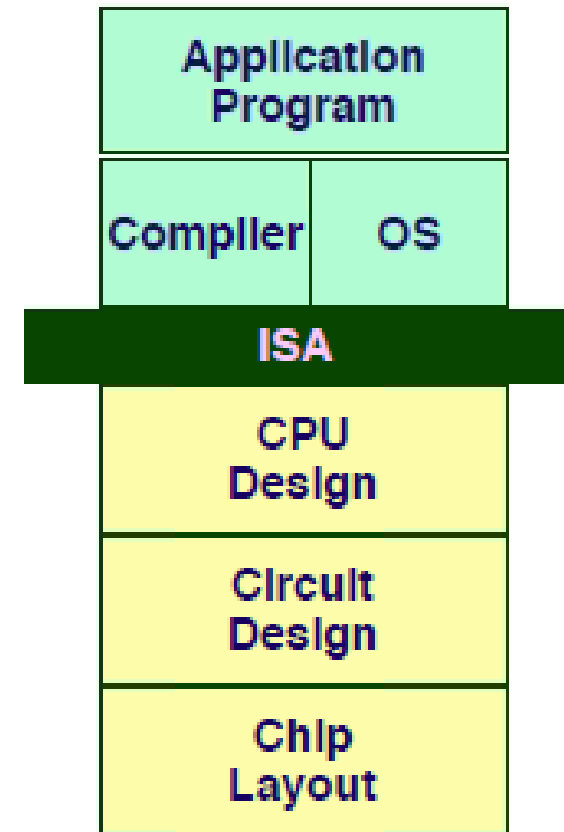 Application
Program
Compiler
OS
ISA
CPU
Design
Circuit
Design
Chip
Layout